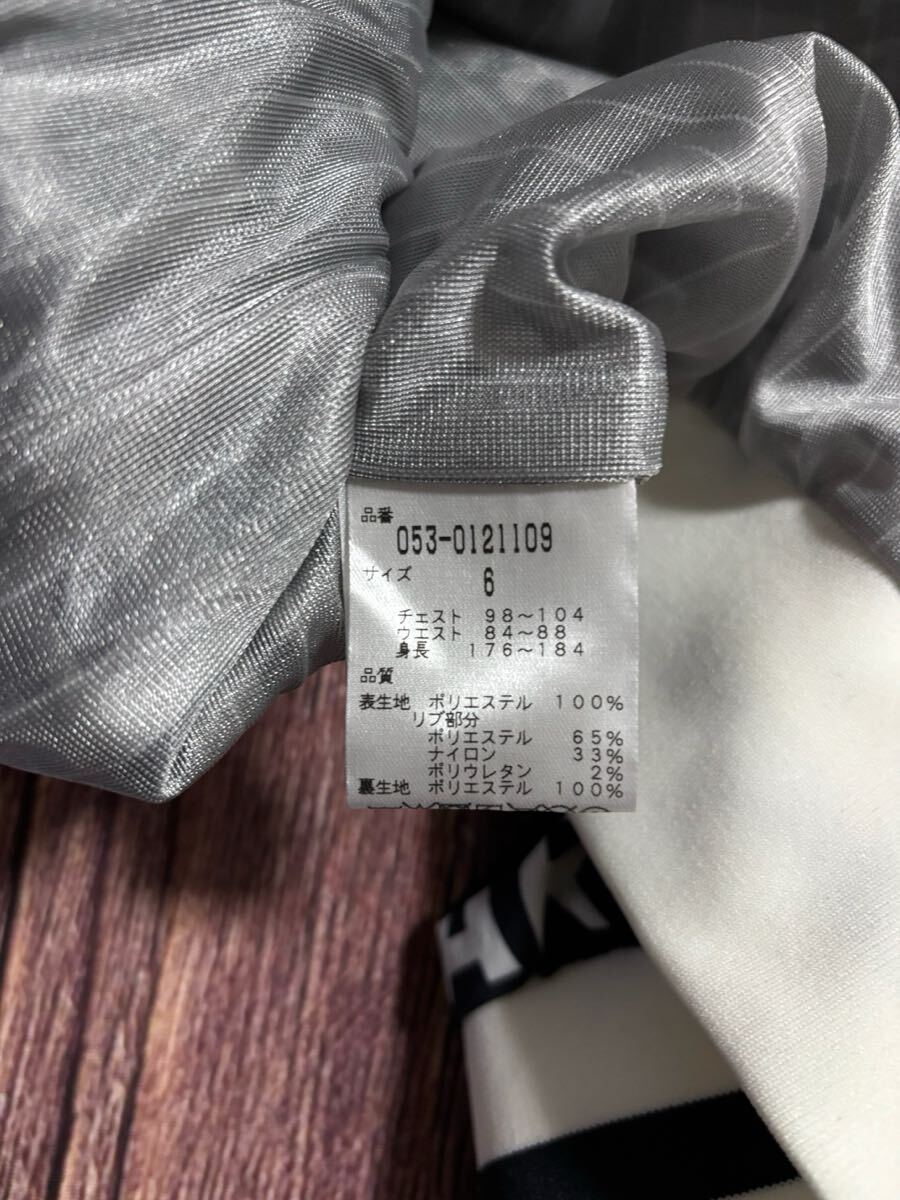 品番
053-0121109
サイズ 6
チェスト 98～104
ウエスト 84～88
身長 176～184
品質
表生地 ポリエステル 100%
リブ部分
ポリエステル 65%
ナイロン 33%
ポリウレタン 2%
裏生地 ポリエステル 100%